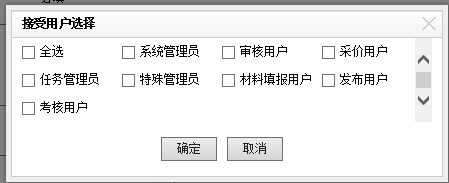 接受用户选择
全选 系统管理员 审核用户 采价用户
任务管理员 特殊管理员 材料填报用户 发布用户
考核用户
确定 取消